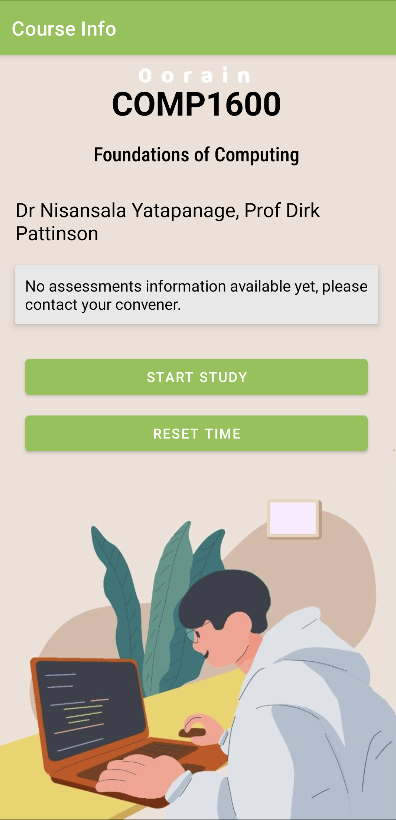 Course Info
0orain
COMP1600
Foundations of Computing
Dr Nisansala Yatapanage, Prof Dirk
Pattinson
No assessments information available yet, please
contact your convener.
START STUDY
RESET TIME